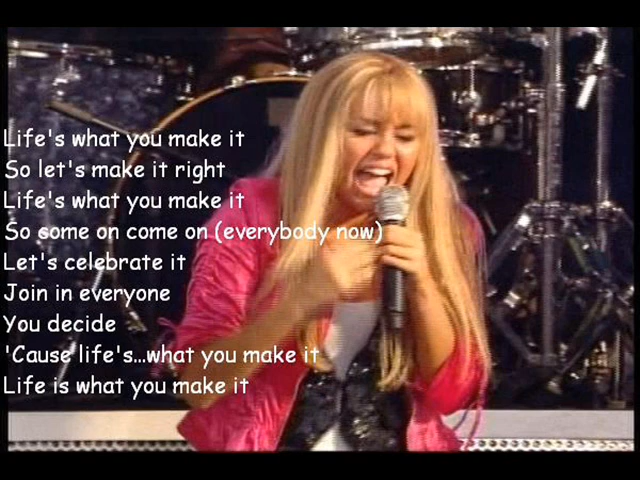 Life's what you make it
So let's make it right
Life's what you make it
So some on come on (everybody now)
Let's celebrate it
Join in everyone
You decide
'Cause life's...what you make it
Life is what you make it